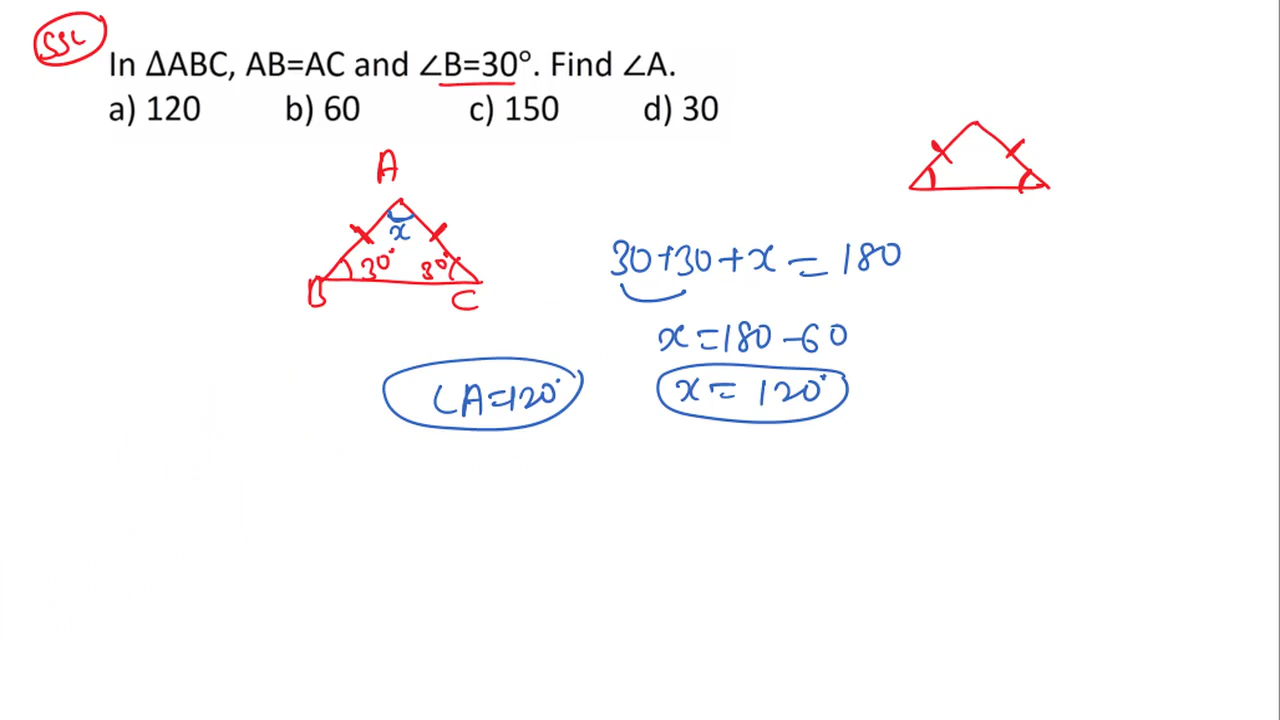 SSC
In ΔABC, AB=AC and ∠B=30°. Find ∠A.
a) 120 b) 60 c) 150 d) 30
A
x
30° 30°
B C
30+30+x=180
x=180-60
x=120°
∠A=120°